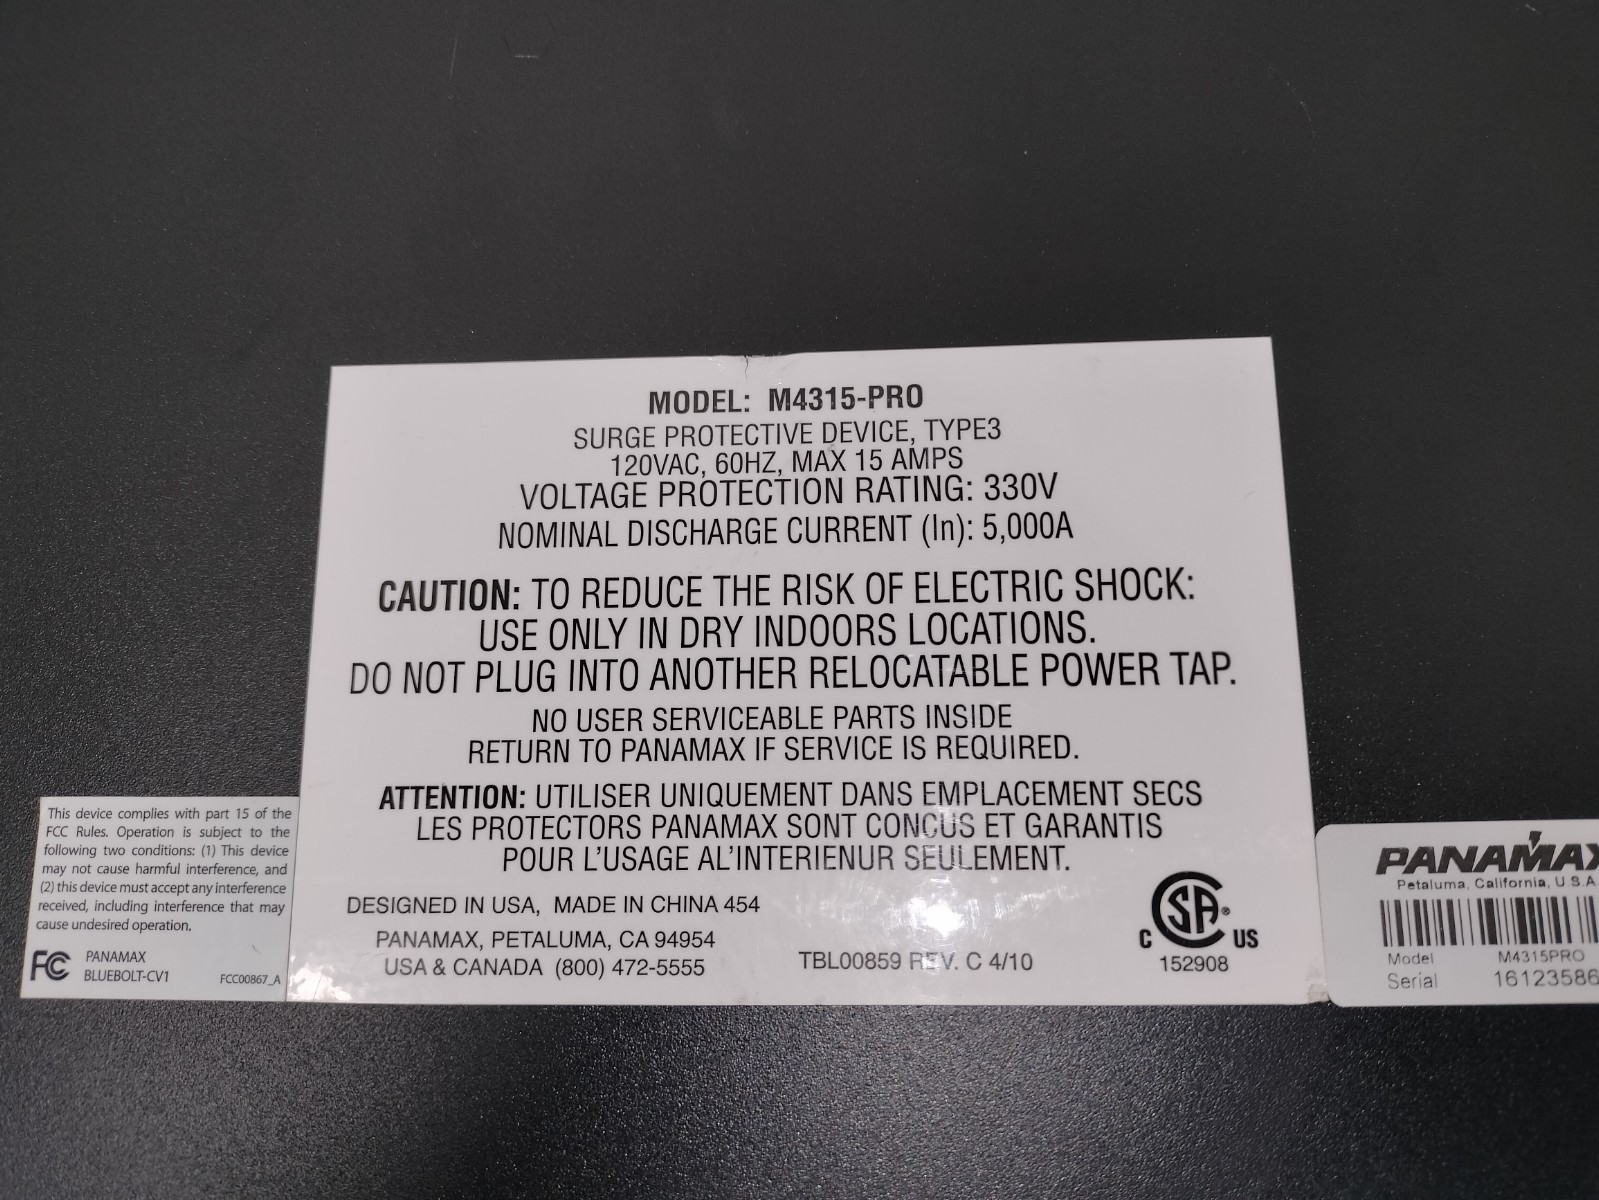 MODEL: M4315-PRO
SURGE PROTECTIVE DEVICE, TYPE3
120VAC, 60HZ, MAX 15 AMPS
VOLTAGE PROTECTION RATING: 330V
NOMINAL DISCHARGE CURRENT (In): 5,000A
CAUTION: TO REDUCE THE RISK OF ELECTRIC SHOCK:
USE ONLY IN DRY INDOORS LOCATIONS.
DO NOT PLUG INTO ANOTHER RELOCATABLE POWER TAP.
NO USER SERVICEABLE PARTS INSIDE
RETURN TO PANAMAX IF SERVICE IS REQUIRED.
ATTENTION: UTILISER UNIQUEMENT DANS EMPLACEMENT SECS
LES PROTECTORS PANAMAX SONT CONCUS ET GARANTIS
POUR L'USAGE AL'INTERIENUR SEULEMENT.
DESIGNED IN USA, MADE IN CHINA 454
PANAMAX, PETALUMA, CA 94954
USA & CANADA (800) 472-5555
TBL00859 REV. C 4/10
C SA® US
152908
This device complies with part 15 of the
FCC Rules. Operation is subject to the
following two conditions: (1) This device
may not cause harmful interference, and
(2) this device must accept any interference
received, including interference that may
cause undesired operation.
FC PANAMAX
BLUEBOLT-CV1
FCC00867_A
PANAMAX
Petaluma, California, U.S.A.
Model M4315PRO
Serial 16123586